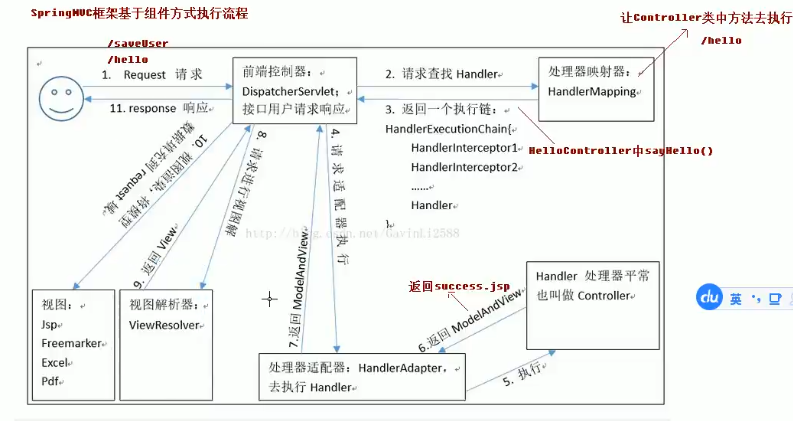 SpringMVC框架基于组件方式执行流程
让Controller类中方法去执行
/saveUser
/hello
/hello
1. Request 请求
11. response 响应
前端控制器：
DispatcherServlet；
接口用户请求响应
2. 请求查找 Handler
3. 返回一个执行链：
HandlerExecutionChain{
HandlerInterceptor1
HandlerInterceptor2
……
Handler
}
处理器映射器：
HandlerMapping
HelloController中sayHello()
10. 视图渲染，将模型
数据填充到 request 域
9. 返回 View
8. 请求进行视图解
4. 请求适配器执行
7.返回 ModelAndView
返回success.jsp
6.返回 ModelAndView
5. 执行
Handler 处理器平常
也叫做 Controller
视图：
Jsp
Freemarker
Excel
Pdf
视图解析器：
ViewResolver
处理器适配器：HandlerAdapter，
去执行 Handler
du 英